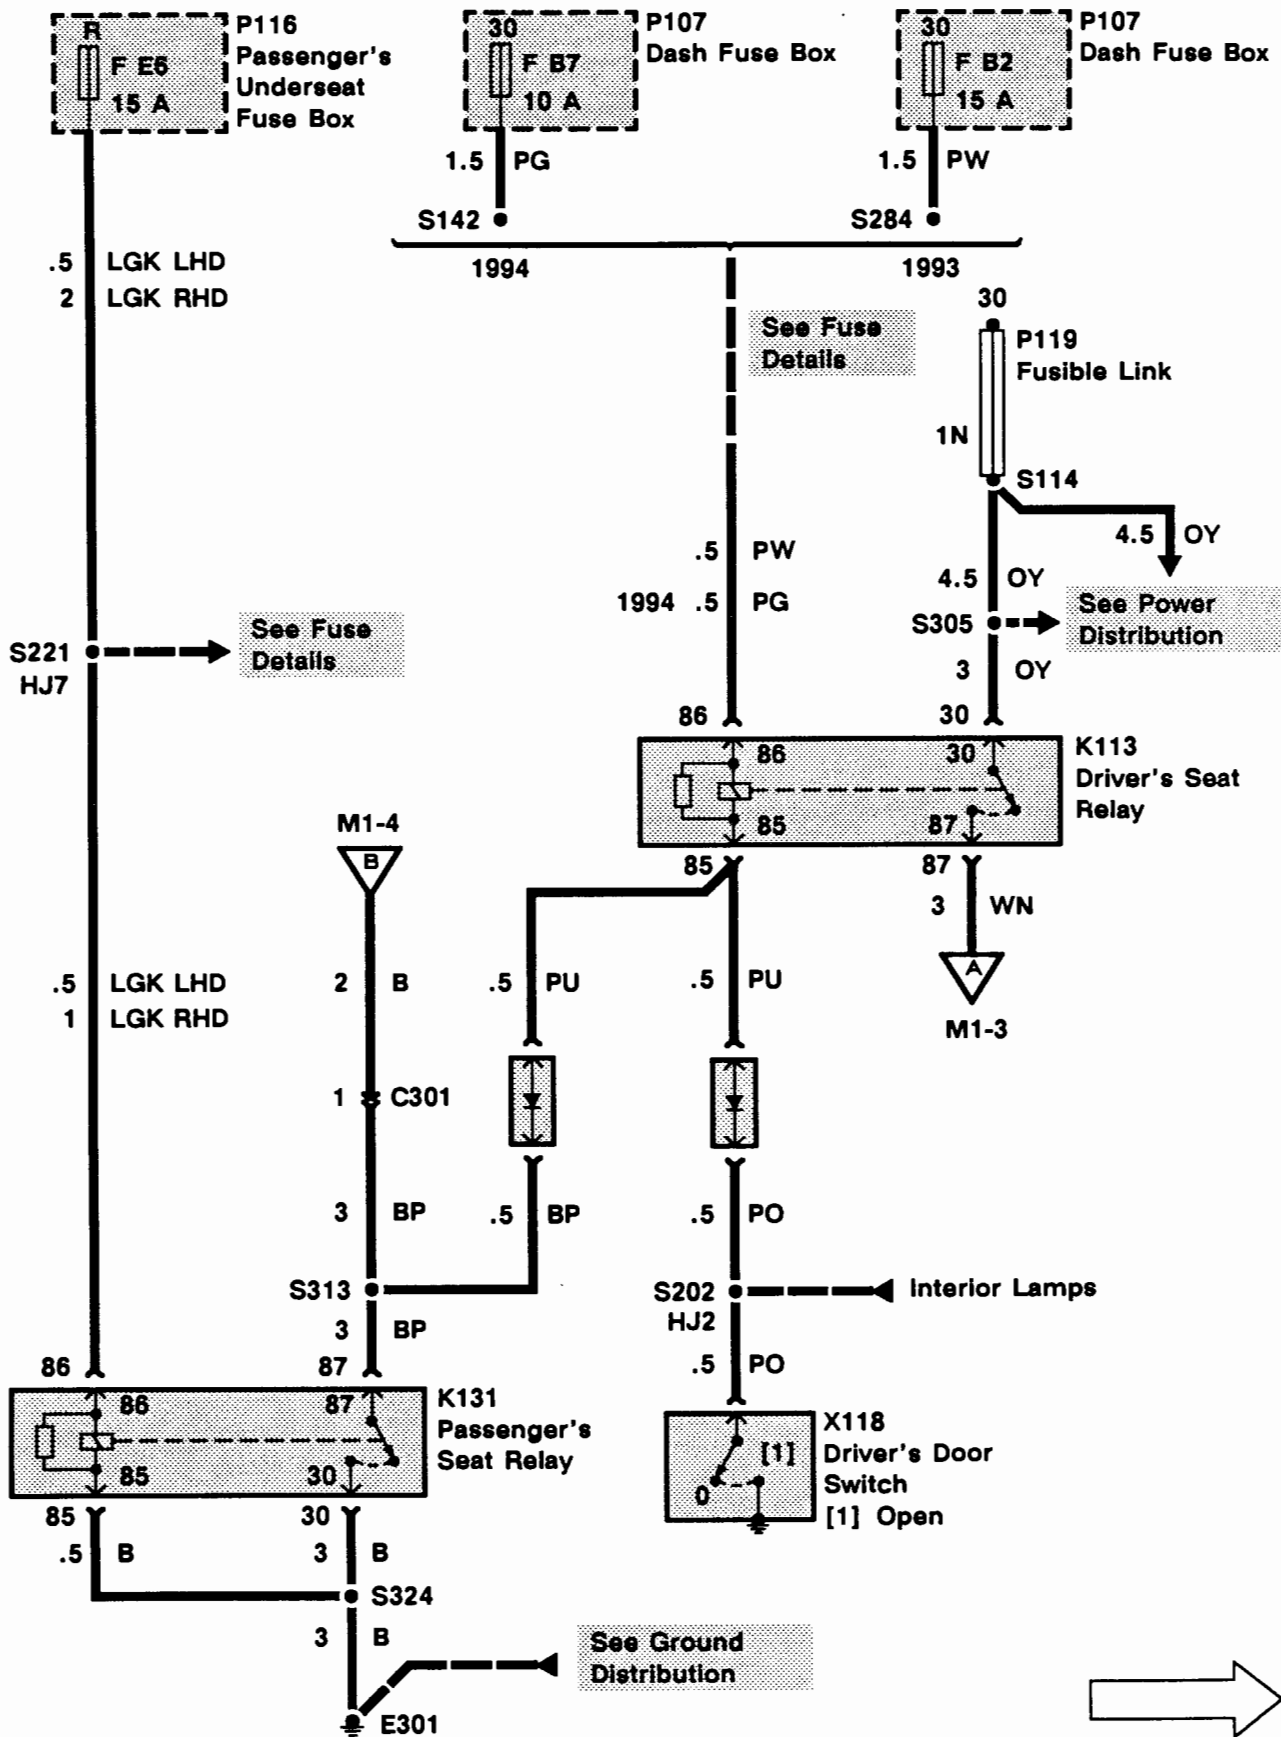 R
F E6
15 A
P116
Passenger's
Underseat
Fuse Box
30
F B7
10 A
P107
Dash Fuse Box
30
F B2
15 A
P107
Dash Fuse Box
1.5 PG
1.5 PW
S142
S284
1994
1993
.5 LGK LHD
2 LGK RHD
See Fuse
Details
30
P119
Fusible Link
1N
S114
4.5 OY
.5 PW
4.5 OY
1994 .5 PG
See Power
Distribution
S305
S221
HJ7
See Fuse
Details
3 OY
86
30
86
30
85
87
K113
Driver's Seat
Relay
M1-4
B
85
87
3 WN
A
M1-3
.5 LGK LHD
1 LGK RHD
2 B
.5 PU
.5 PU
1 C301
3 BP
.5 BP
.5 PO
S313
S202
HJ2
Interior Lamps
3 BP
.5 PO
86
87
86
87
85
30
K131
Passenger's
Seat Relay
[1]
0
X118
Driver's Door
Switch
[1] Open
85
30
.5 B
3 B
S324
3 B
See Ground
Distribution
E301